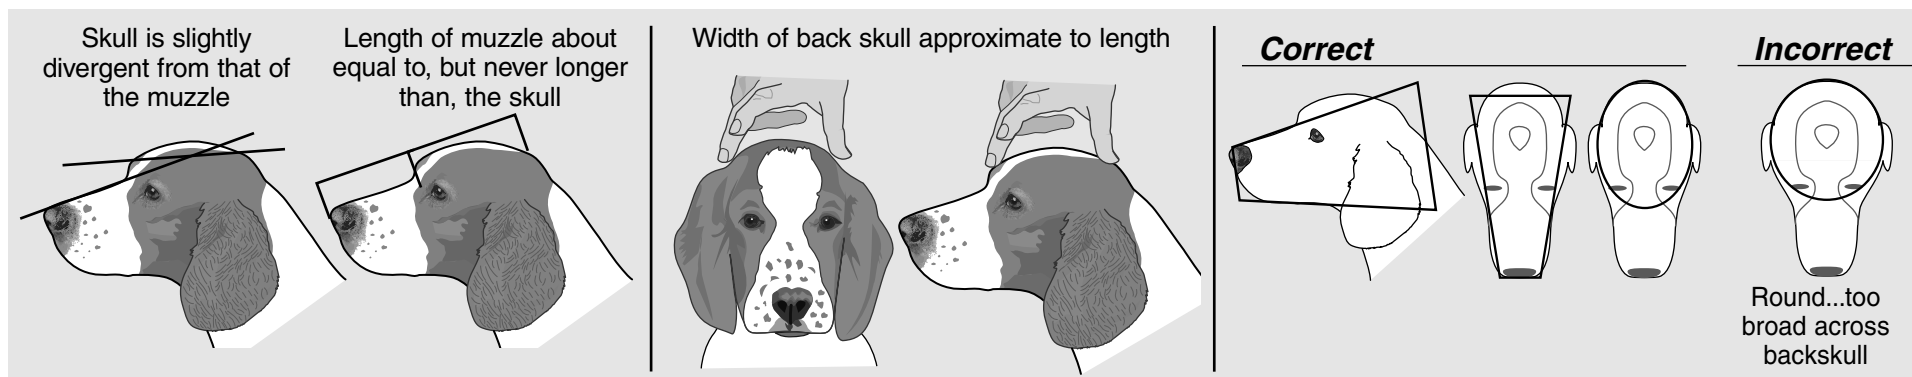 Skull is slightly
divergent from that of
the muzzle
Length of muzzle about
equal to, but never longer
than, the skull
Width of back skull approximate to length
Correct
Incorrect
Round...too
broad across
backskull